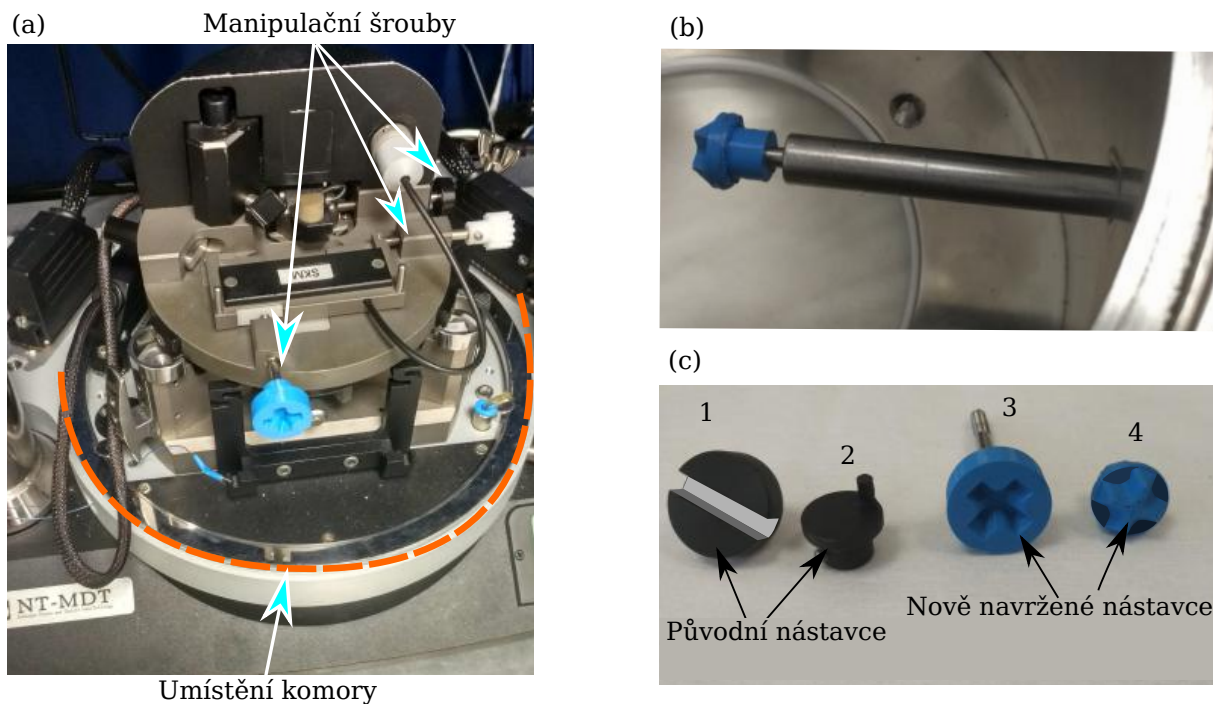 (a)
Manipulační šrouby
SKM
NT-MDT
Umístění komory
(b)
(c)
1
2
3
4
Původní nástavce
Nově navržené nástavce